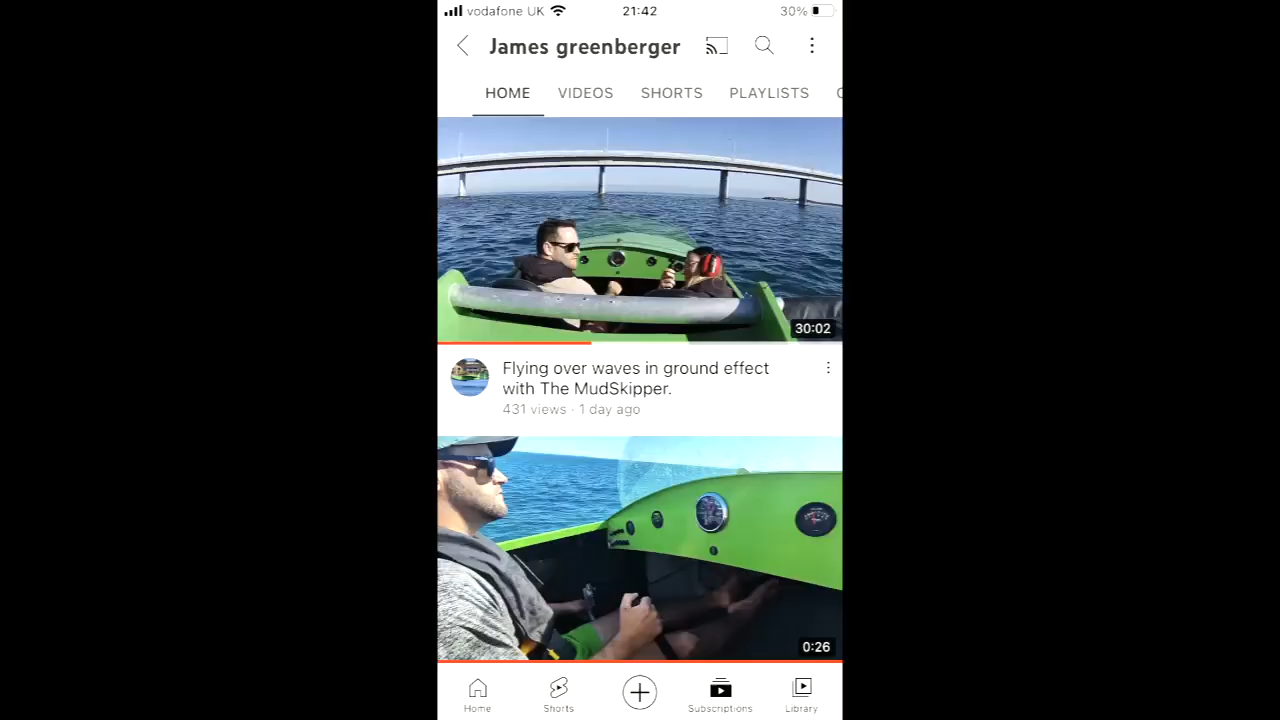 vodafone UK 21:42 30%
James greenberger
HOME VIDEOS SHORTS PLAYLISTS
30:02
Flying over waves in ground effect
with The MudSkipper.
431 views · 1 day ago
0:26
Home Shorts Subscriptions Library